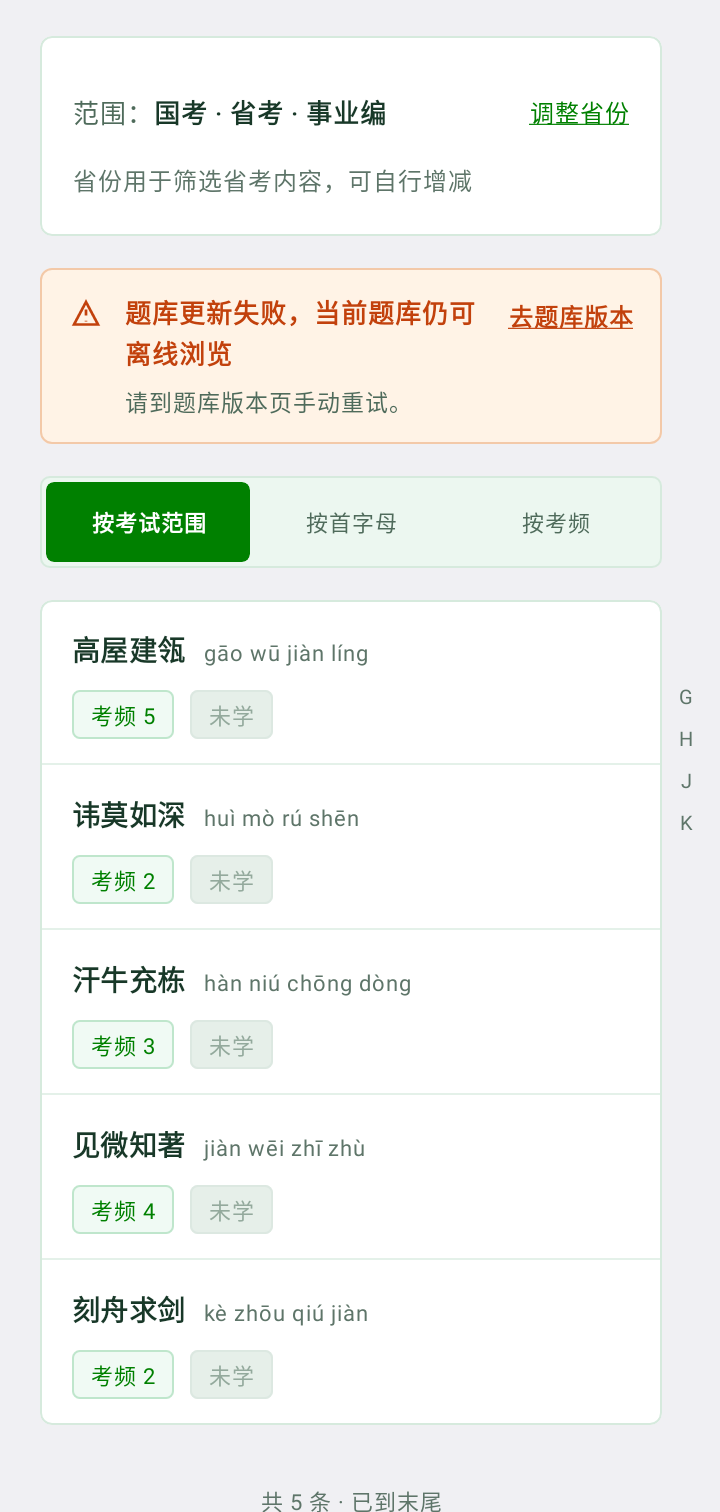 范围：国考 · 省考 · 事业编
调整省份
省份用于筛选省考内容，可自行增减
题库更新失败，当前题库仍可
离线浏览
去题库版本
请到题库版本页手动重试。
按考试范围
按首字母
按考频
高屋建瓴 gāo wū jiàn líng
考频 5
未学
讳莫如深 huì mò rú shēn
考频 2
未学
汗牛充栋 hàn niú chōng dòng
考频 3
未学
见微知著 jiàn wēi zhī zhù
考频 4
未学
刻舟求剑 kè zhōu qiú jiàn
考频 2
未学
G
H
J
K
共 5 条 · 已到末尾